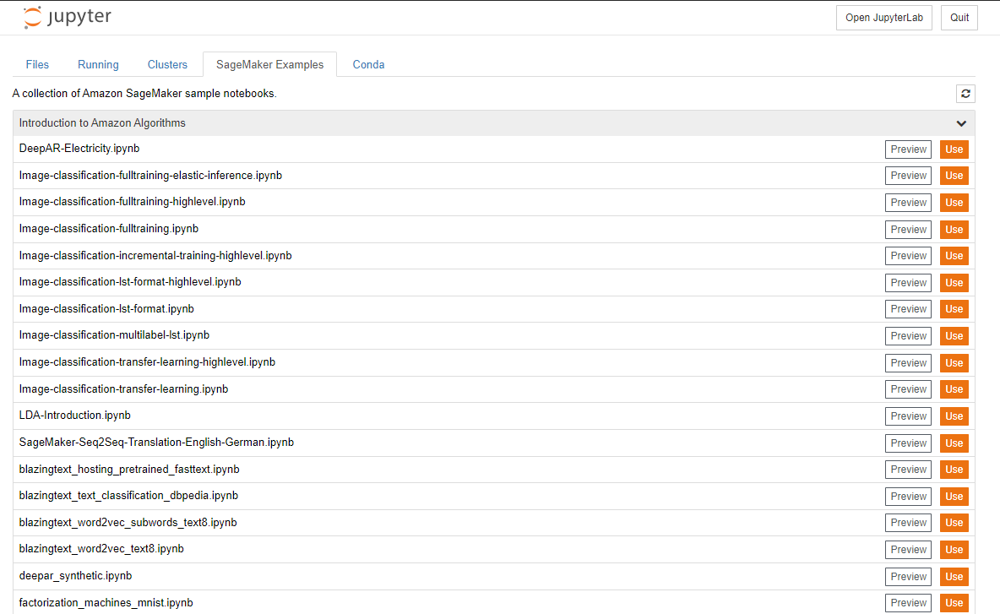 jupyter Open JupyterLab Quit
Files Running Clusters SageMaker Examples Conda
A collection of Amazon SageMaker sample notebooks.
Introduction to Amazon Algorithms
DeepAR-Electricity.ipynb Preview Use
Image-classification-fulltraining-elastic-inference.ipynb Preview Use
Image-classification-fulltraining-highlevel.ipynb Preview Use
Image-classification-fulltraining.ipynb Preview Use
Image-classification-incremental-training-highlevel.ipynb Preview Use
Image-classification-lst-format-highlevel.ipynb Preview Use
Image-classification-lst-format.ipynb Preview Use
Image-classification-multilabel-lst.ipynb Preview Use
Image-classification-transfer-learning-highlevel.ipynb Preview Use
Image-classification-transfer-learning.ipynb Preview Use
LDA-Introduction.ipynb Preview Use
SageMaker-Seq2Seq-Translation-English-German.ipynb Preview Use
blazingtext_hosting_pretrained_fasttext.ipynb Preview Use
blazingtext_text_classification_dbpedia.ipynb Preview Use
blazingtext_word2vec_subwords_text8.ipynb Preview Use
blazingtext_word2vec_text8.ipynb Preview Use
deepar_synthetic.ipynb Preview Use
factorization_machines_mnist.ipynb Preview Use